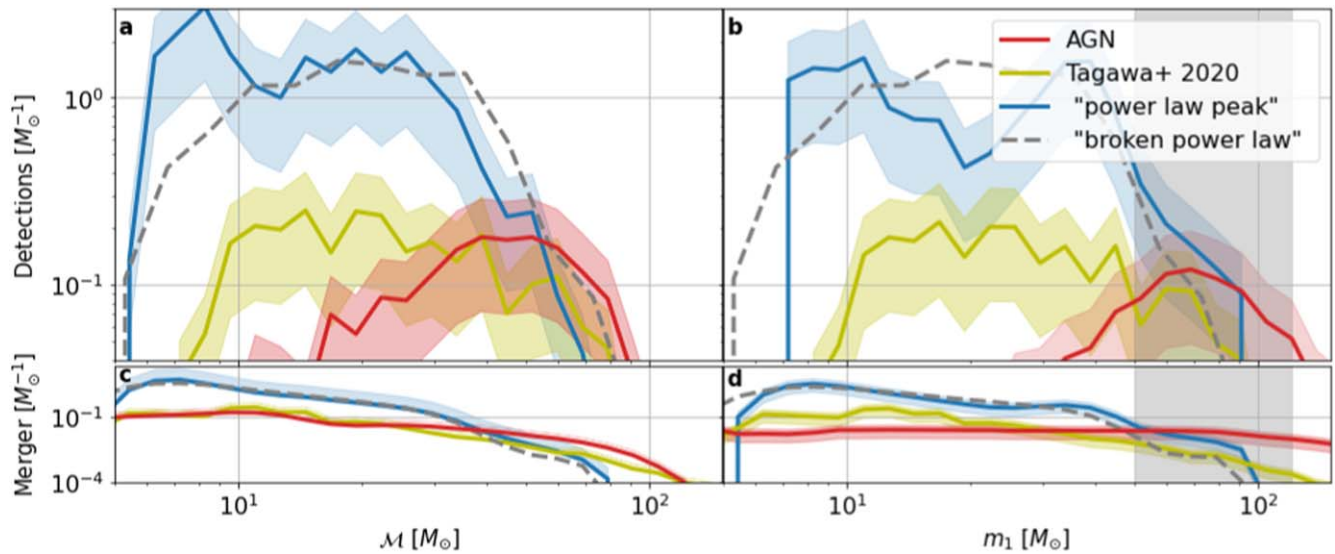 a
b
AGN
Tagawa+ 2020
"power law peak"
"broken power law"
Detections [M⊙⁻¹]
10⁰
10⁻¹
c
d
Merger [M⊙⁻¹]
10⁻¹
10⁻⁴
10¹ 10² 10¹ 10²
ℳ [M⊙] m₁ [M⊙]